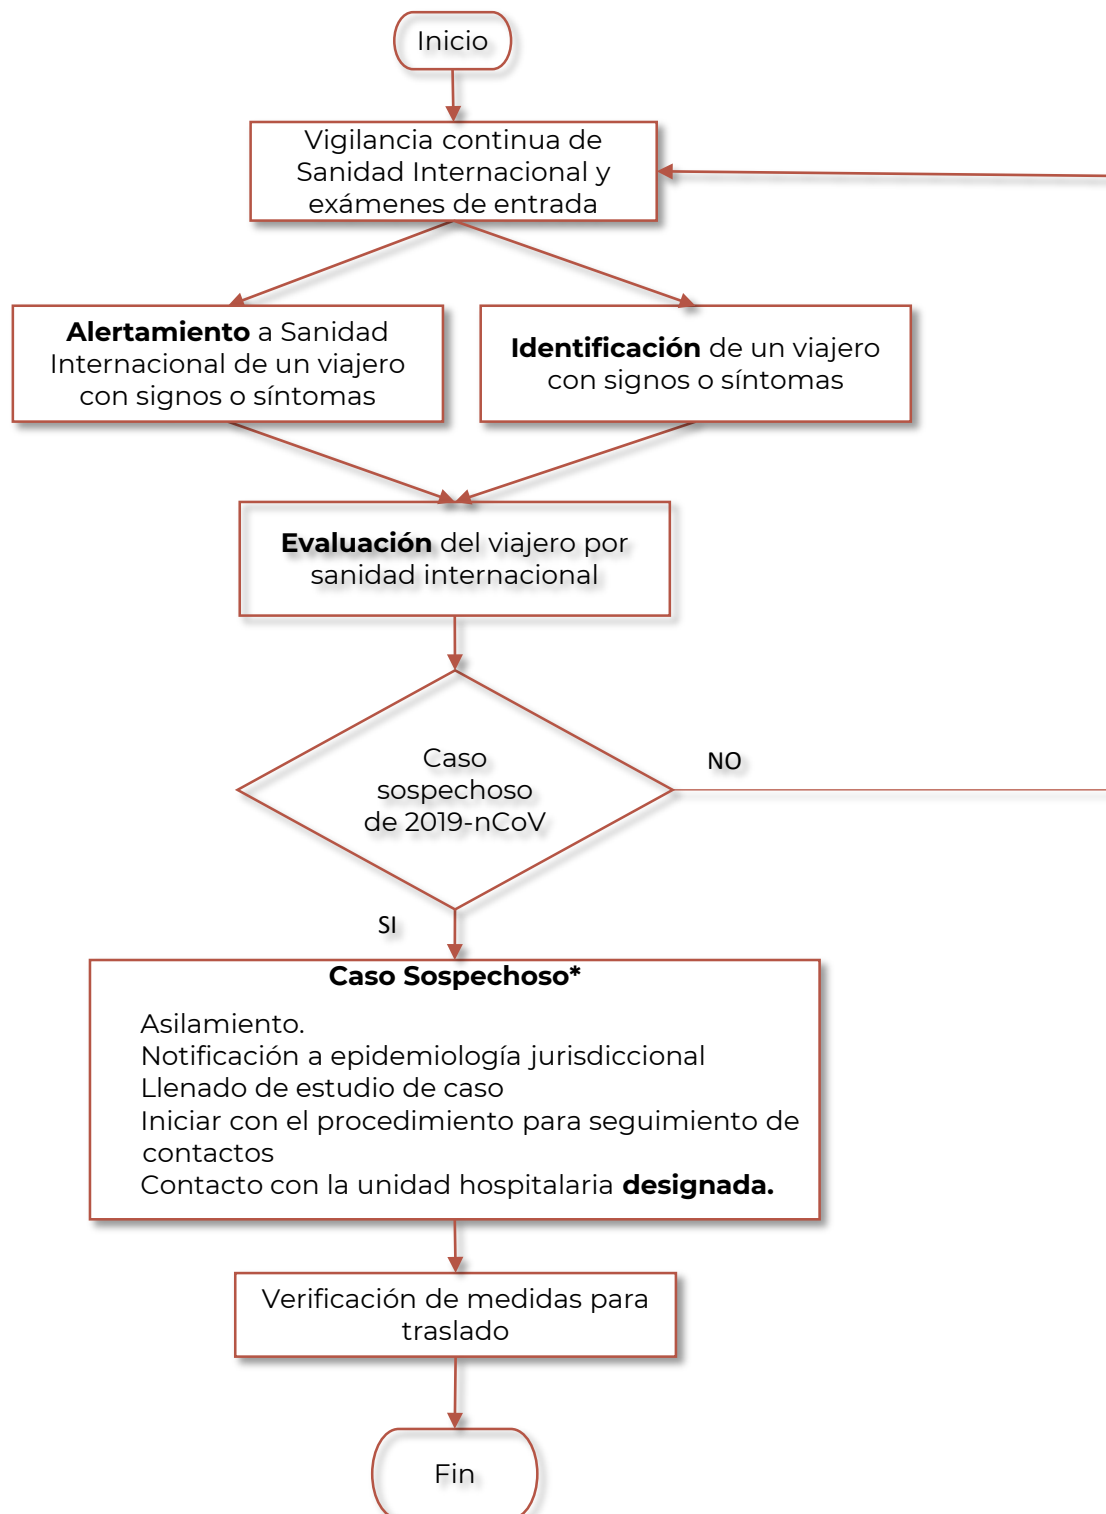 Inicio
Vigilancia continua de
Sanidad Internacional y
exámenes de entrada
Alertamiento a Sanidad
Internacional de un viajero
con signos o síntomas
Identificación de un viajero
con signos o síntomas
Evaluación del viajero por
sanidad internacional
Caso
sospechoso
de 2019-nCoV
NO
SI
Caso Sospechoso*
Asilamiento.
Notificación a epidemiología jurisdiccional
Llenado de estudio de caso
Iniciar con el procedimiento para seguimiento de
contactos
Contacto con la unidad hospitalaria designada.
Verificación de medidas para
traslado
Fin